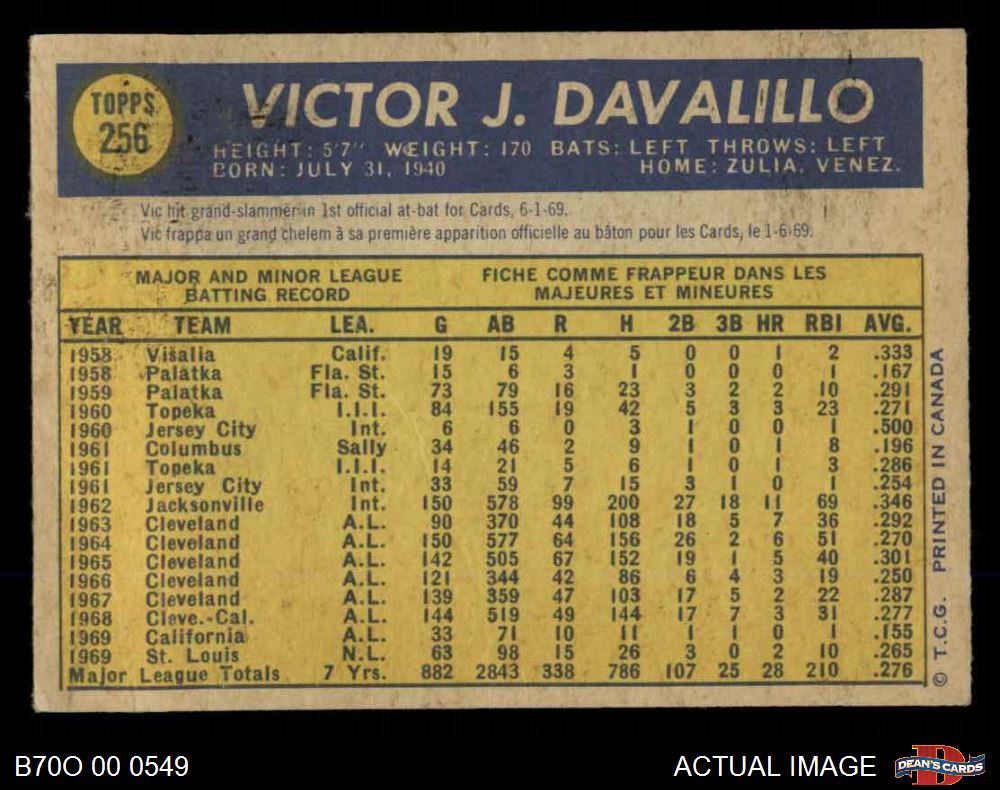 TOPPS
256
VICTOR J. DAVALILLO
HEIGHT: 5'7" WEIGHT: 170 BATS: LEFT THROWS: LEFT
BORN: JULY 31, 1940 HOME: ZULIA, VENEZ.
Vic hit grand-slammer in 1st official at-bat for Cards, 6-1-69.
Vic frappa un grand chelem à sa première apparition officielle au bâton pour les Cards, le 1-6-69.
MAJOR AND MINOR LEAGUE FICHE COMME FRAPPEUR DANS LES
BATTING RECORD MAJEURES ET MINEURES
YEAR TEAM LEA. G AB R H 2B 3B HR RBI AVG.
1958 Visalia Calif. 19 15 4 5 0 0 1 2 .333
1958 Palatka Fla. St. 15 6 3 1 0 0 0 1 .167
1959 Palatka Fla. St. 73 79 16 23 3 2 2 10 .291
1960 Topeka I.I.I. 84 155 19 42 5 3 3 23 .271
1960 Jersey City Int. 6 6 0 3 1 0 0 1 .500
1961 Columbus Sally 34 46 2 9 1 0 1 8 .196
1961 Topeka I.I.I. 14 21 5 6 1 0 1 3 .286
1961 Jersey City Int. 33 59 7 15 3 1 0 1 .254
1962 Jacksonville Int. 150 578 99 200 27 18 11 69 .346
1963 Cleveland A.L. 90 370 44 108 18 5 7 36 .292
1964 Cleveland A.L. 150 577 64 156 26 2 6 51 .270
1965 Cleveland A.L. 142 505 67 152 19 1 5 40 .301
1966 Cleveland A.L. 121 344 42 86 6 4 3 19 .250
1967 Cleveland A.L. 139 359 47 103 17 5 2 22 .287
1968 Cleve.-Cal. A.L. 144 519 49 144 17 7 3 31 .277
1969 California A.L. 33 71 10 11 1 1 0 1 .155
1969 St. Louis N.L. 63 98 15 26 3 0 2 10 .265
Major League Totals 7 Yrs. 882 2843 338 786 107 25 28 210 .276
© T.C.G. PRINTED IN CANADA
B70O 00 0549
ACTUAL IMAGE
D
DEAN'S CARDS